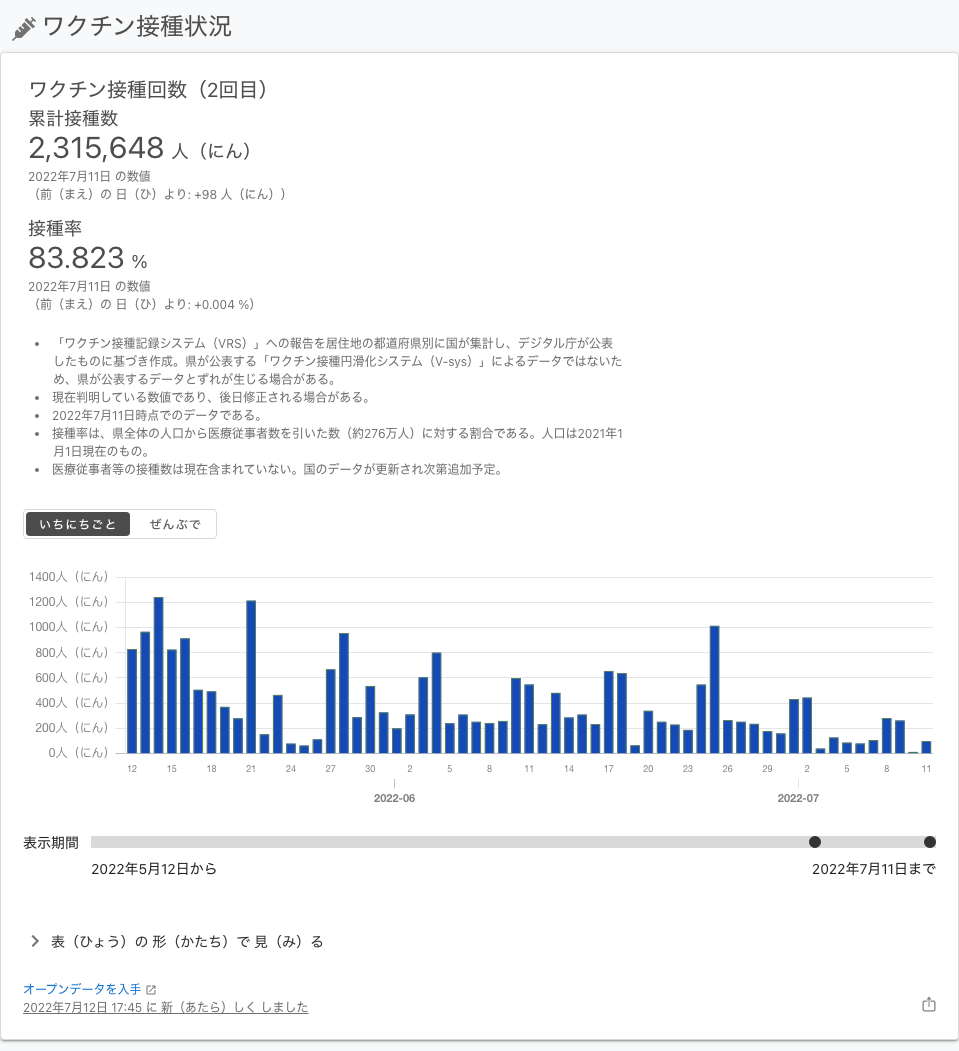 ワクチン接種状況
ワクチン接種回数（2回目）
累計接種数
2,315,648 人（にん）
2022年7月11日 の数値
（前（まえ）の 日（ひ）より: +98 人（にん））
接種率
83.823 %
2022年7月11日 の数値
（前（まえ）の 日（ひ）より: +0.004 %）
• 「ワクチン接種記録システム（VRS）」への報告を居住地の都道府県別に国が集計し、デジタル庁が公表
したものに基づき作成。県が公表する「ワクチン接種円滑化システム（V-sys）」によるデータではないた
め、県が公表するデータとずれが生じる場合がある。
• 現在判明している数値であり、後日修正される場合がある。
• 2022年7月11日時点でのデータである。
• 接種率は、県全体の人口から医療従事者数を引いた数（約276万人）に対する割合である。人口は2021年1
月1日現在のもの。
• 医療従事者等の接種数は現在含まれていない。国のデータが更新され次第追加予定。
いちにちごと ぜんぶで
1400人（にん）
1200人（にん）
1000人（にん）
800人（にん）
600人（にん）
400人（にん）
200人（にん）
0人（にん）
12 15 18 21 24 27 30 2 5 8 11 14 17 20 23 26 29 2 5 8 11
2022-06 2022-07
表示期間
2022年5月12日から 2022年7月11日まで
表（ひょう）の 形（かたち）で 見（み）る
オープンデータを入手
2022年7月12日 17:45 に 新（あたら）しく しました